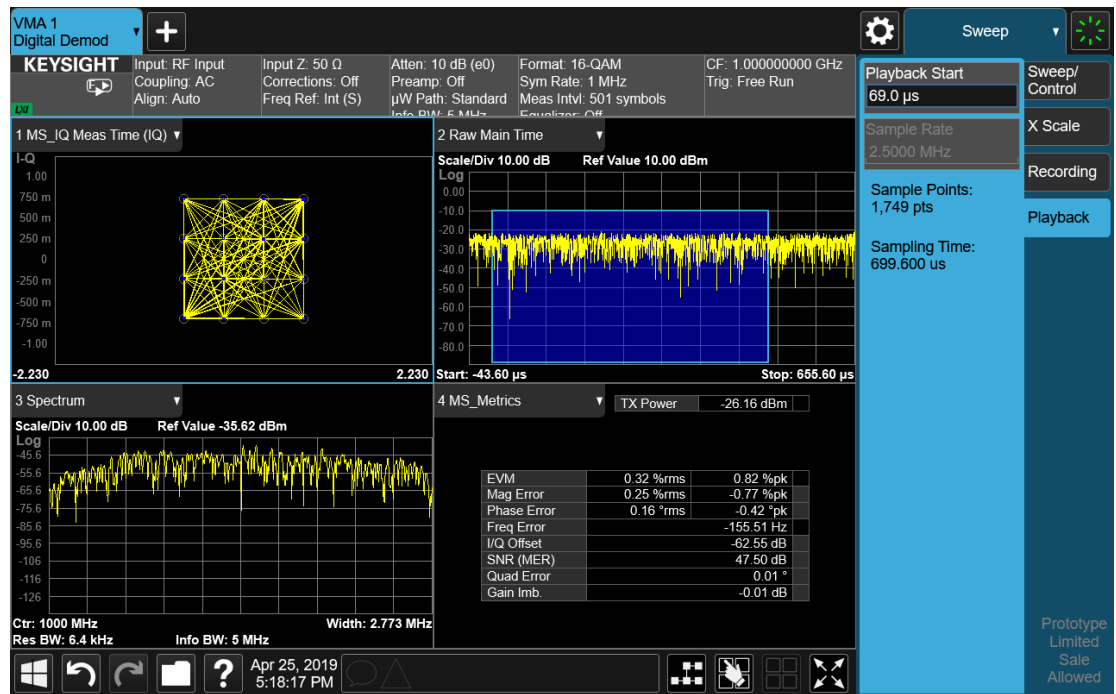 VMA 1
Digital Demod
Sweep
KEYSIGHT
LXI
Input: RF Input
Coupling: AC
Align: Auto
Input Z: 50 Ω
Corrections: Off
Freq Ref: Int (S)
Atten: 10 dB (e0)
Preamp: Off
µW Path: Standard
Info BW: 5 MHz
Format: 16-QAM
Sym Rate: 1 MHz
Meas Intvl: 501 symbols
Equalizer: Off
CF: 1.000000000 GHz
Trig: Free Run
1 MS_IQ Meas Time (IQ)
I-Q
1.00
750 m
500 m
250 m
0
-250 m
-500 m
-750 m
-1.00
-2.230
2.230
2 Raw Main Time
Scale/Div 10.00 dB Ref Value 10.00 dBm
Log
0.00
-10.0
-20.0
-30.0
-40.0
-50.0
-60.0
-70.0
-80.0
Start: -43.60 µs Stop: 655.60 µs
3 Spectrum
Scale/Div 10.00 dB Ref Value -35.62 dBm
Log
-45.6
-55.6
-65.6
-75.6
-85.6
-95.6
-106
-116
-126
Ctr: 1000 MHz Width: 2.773 MHz
Res BW: 6.4 kHz Info BW: 5 MHz
4 MS_Metrics
TX Power -26.16 dBm
EVM 0.32 %rms 0.82 %pk
Mag Error 0.25 %rms -0.77 %pk
Phase Error 0.16 °rms -0.42 °pk
Freq Error -155.51 Hz
I/Q Offset -62.55 dB
SNR (MER) 47.50 dB
Quad Error 0.01 °
Gain Imb. -0.01 dB
Playback Start
69.0 µs
Sample Rate
2.5000 MHz
Sample Points:
1,749 pts
Sampling Time:
699.600 us
Sweep/
Control
X Scale
Recording
Playback
Prototype
Limited
Sale
Allowed
?
Apr 25, 2019
5:18:17 PM